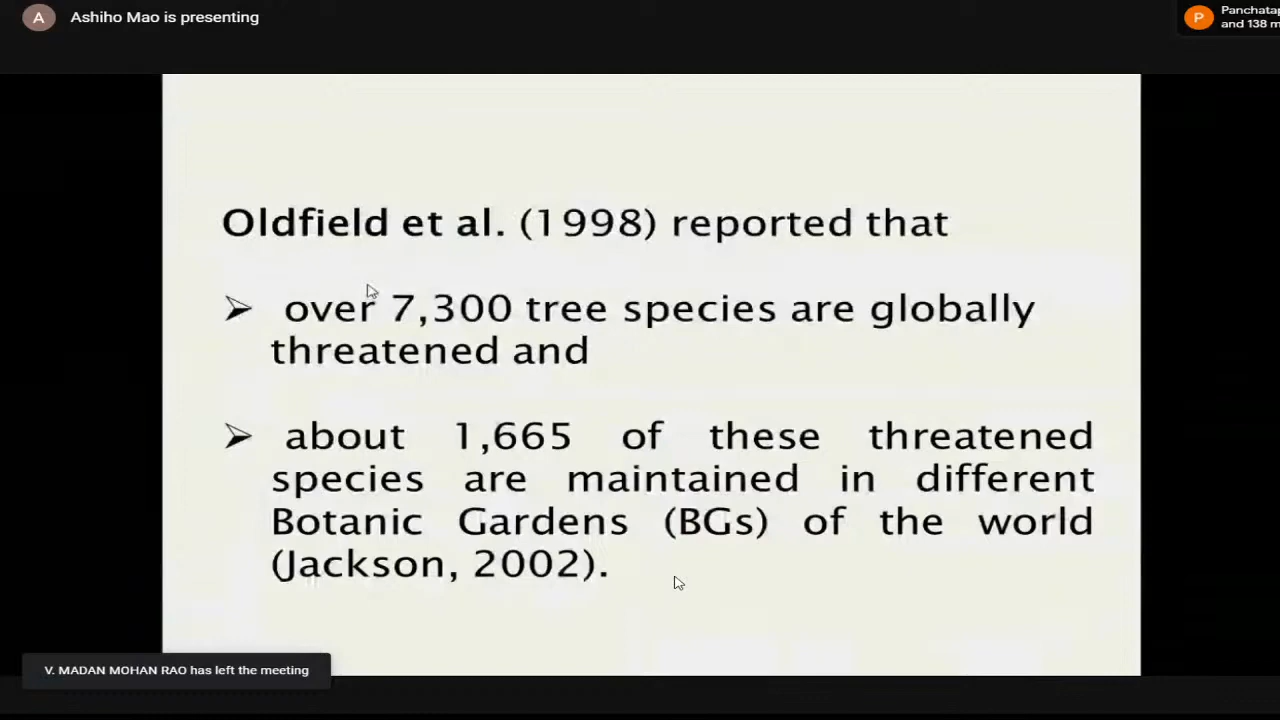 A
Ashiho Mao is presenting
P
and 138
Oldfield et al. (1998) reported that
over 7,300 tree species are globally
threatened and
about 1,665 of these threatened
species are maintained in different
Botanic Gardens (BGs) of the world
(Jackson, 2002).
V. MADAN MOHAN RAO has left the meeting